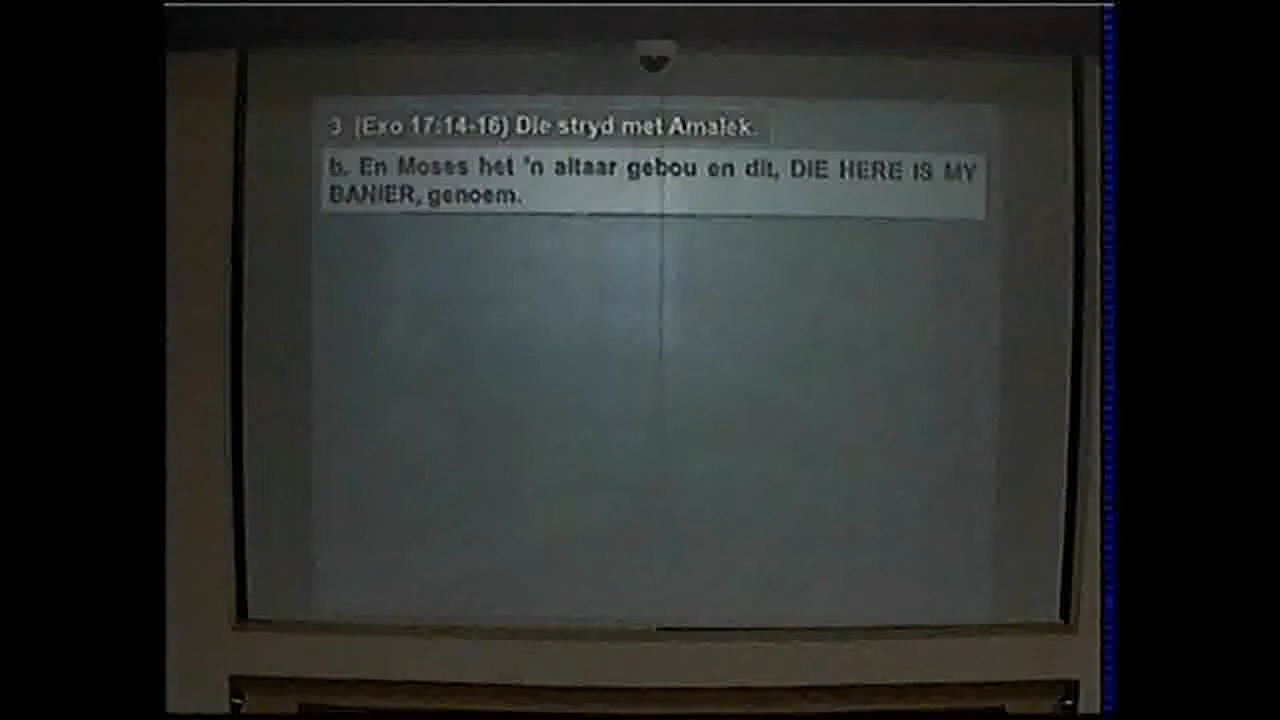 3 (Exo 17:14-16) Die stryd met Amalek.
b. En Moses het 'n altaar gebou en dit, DIE HERE IS MY
BANIER, genoem.